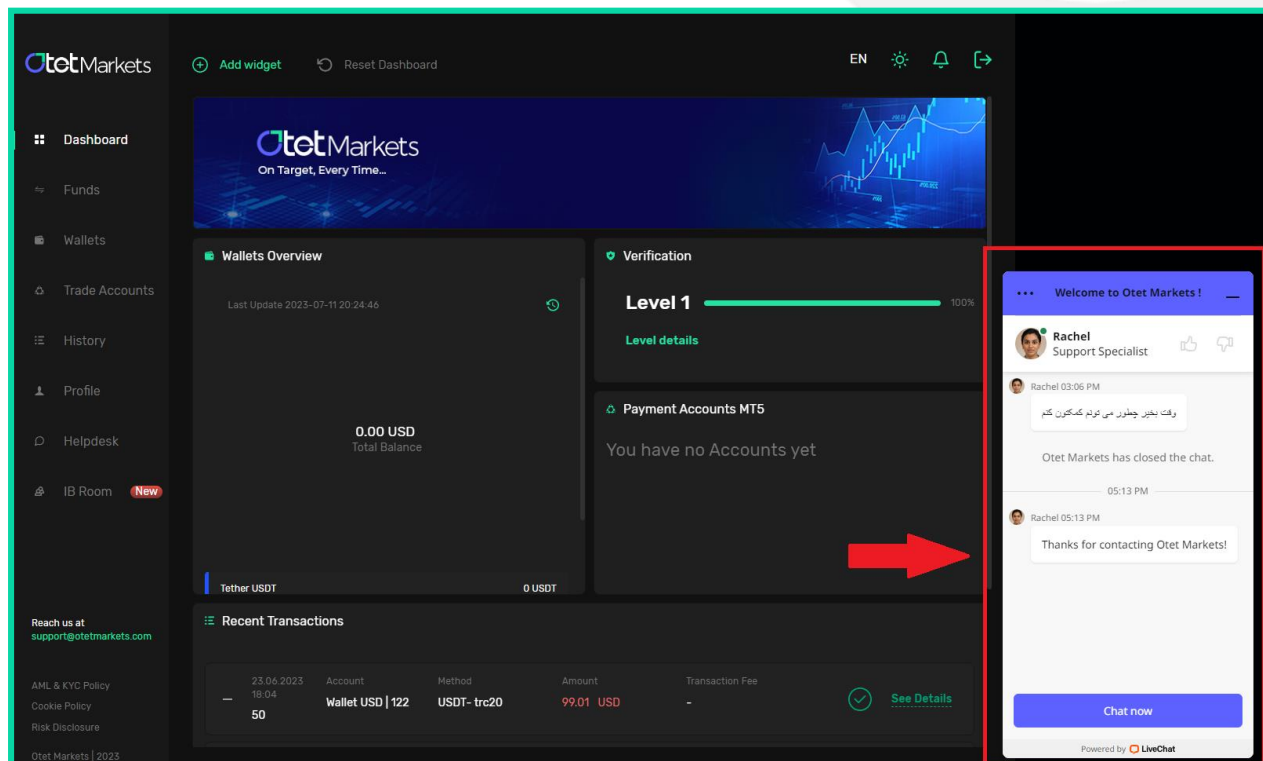 OtetMarkets
Add widget
Reset Dashboard
EN
Dashboard
Funds
Wallets
Trade Accounts
History
Profile
Helpdesk
IB Room New
Reach us at
support@otetmarkets.com
AML & KYC Policy
Cookie Policy
Risk Disclosure
Otet Markets | 2023
OtetMarkets
On Target, Every Time...
Wallets Overview
Last Update 2023-07-11 20:24:46
0.00 USD
Total Balance
Tether USDT 0 USDT
Verification
Level 1 100%
Level details
Payment Accounts MT5
You have no Accounts yet
Recent Transactions
23.06.2023 Account Method Amount Transaction Fee
18:04 Wallet USD | 122 USDT- trc20 99.01 USD - See Details
50
Welcome to Otet Markets !
Rachel
Support Specialist
Rachel 03:06 PM
وقت بخیر چطور می تونم کمکتون کنم
Otet Markets has closed the chat.
05:13 PM
Rachel 05:13 PM
Thanks for contacting Otet Markets!
Chat now
Powered by LiveChat